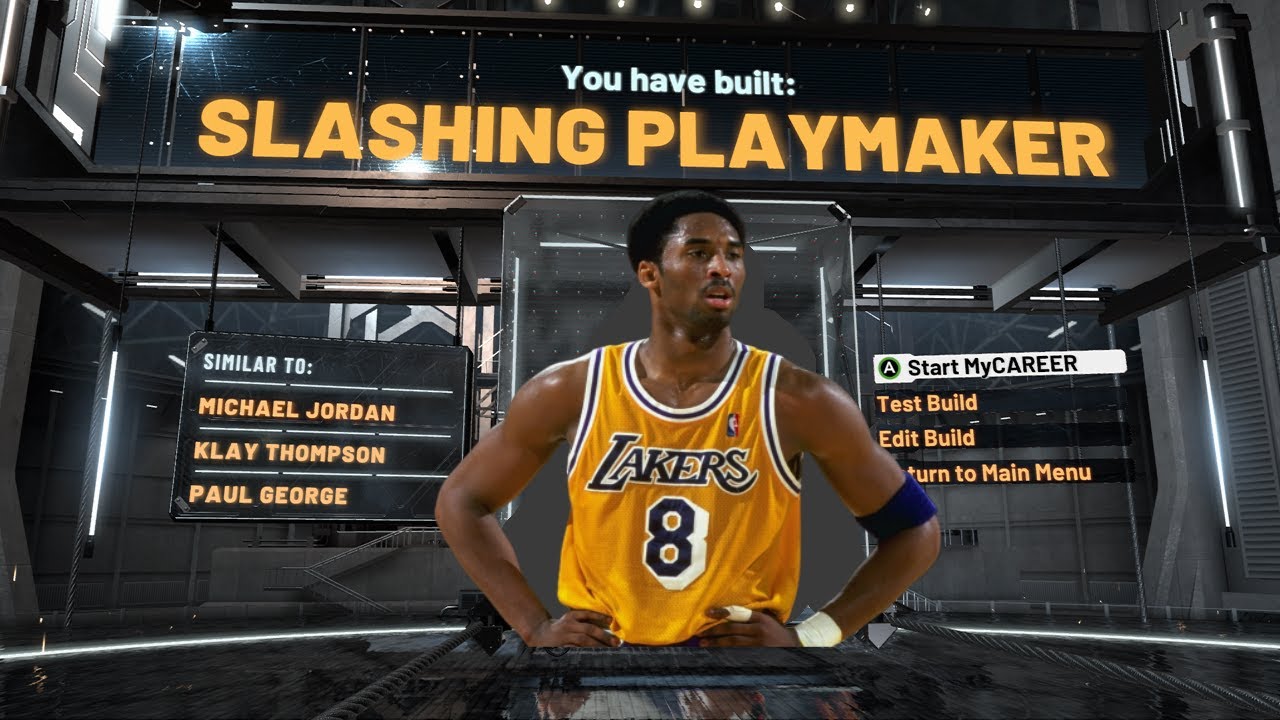 You have built:
SLASHING PLAYMAKER
SIMILAR TO:
MICHAEL JORDAN
KLAY THOMPSON
PAUL GEORGE
A Start MyCAREER
Test Build
Edit Build
turn to Main Menu
LAKERS
8